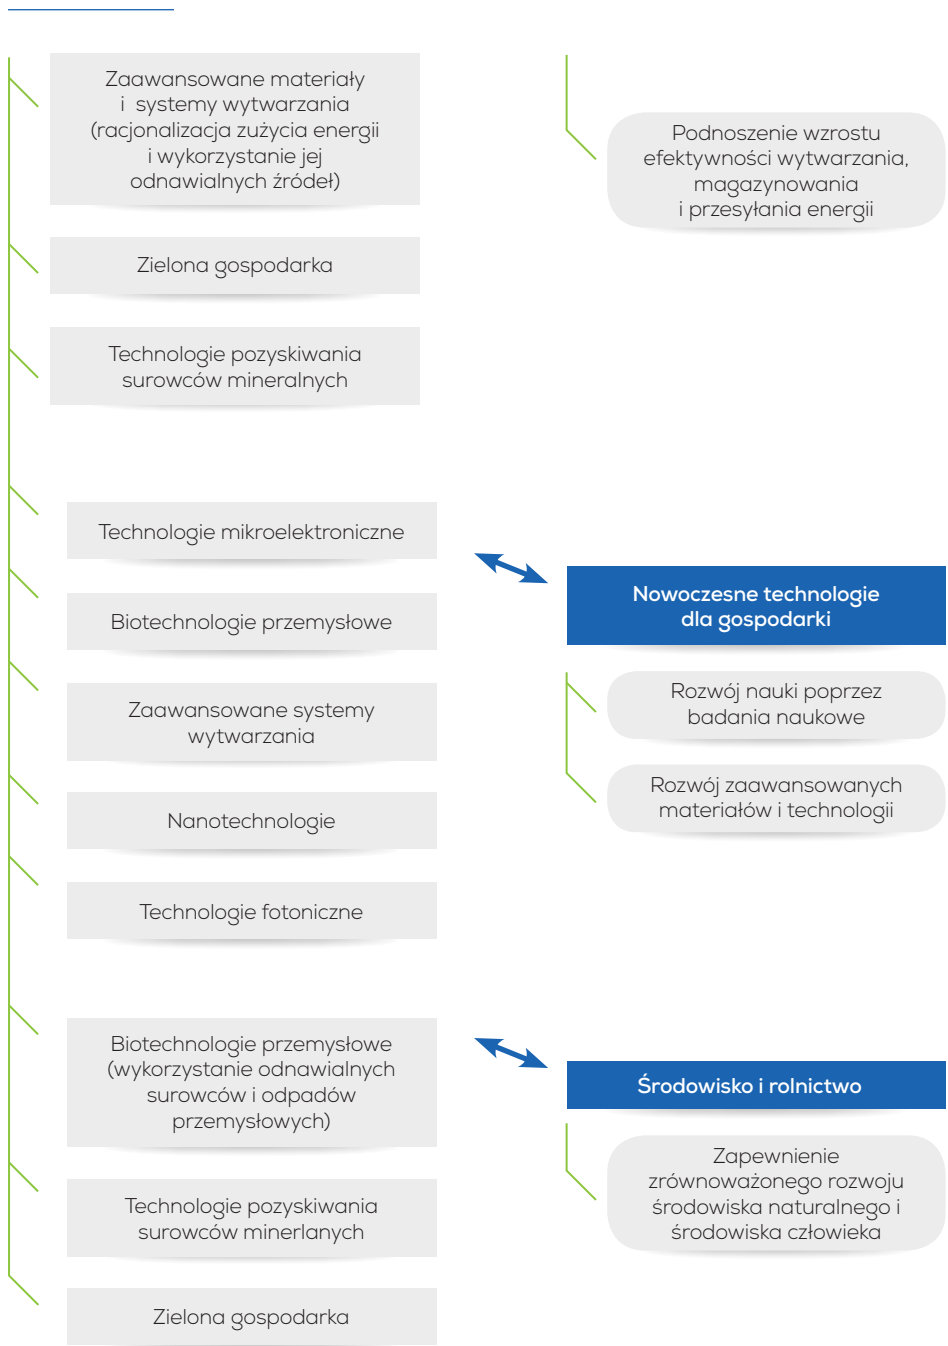 Zaawansowane materiały
i systemy wytwarzania
(racjonalizacja zużycia energii
i wykorzystanie jej
odnawialnych źródeł)
Podnoszenie wzrostu
efektywności wytwarzania,
magazynowania
i przesyłania energii
Zielona gospodarka
Technologie pozyskiwania
surowców mineralnych
Technologie mikroelektroniczne
Biotechnologie przemysłowe
Zaawansowane systemy
wytwarzania
Nanotechnologie
Technologie fotoniczne
Nowoczesne technologie
dla gospodarki
Rozwój nauki poprzez
badania naukowe
Rozwój zaawansowanych
materiałów i technologii
Biotechnologie przemysłowe
(wykorzystanie odnawialnych
surowców i odpadów
przemysłowych)
Technologie pozyskiwania
surowców minerlanych
Zielona gospodarka
Środowisko i rolnictwo
Zapewnienie
zrównoważonego rozwoju
środowiska naturalnego i
środowiska człowieka